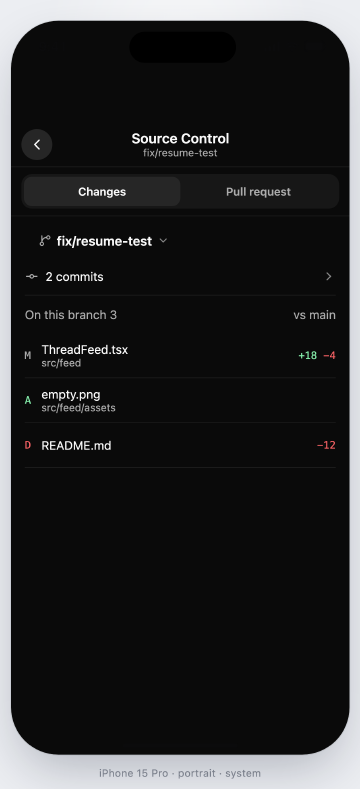 Source Control
fix/resume-test
Changes
Pull request
fix/resume-test
2 commits
On this branch 3
vs main
M ThreadFeed.tsx +18 −4
src/feed
A empty.png
src/feed/assets
D README.md −12
iPhone 15 Pro · portrait · system